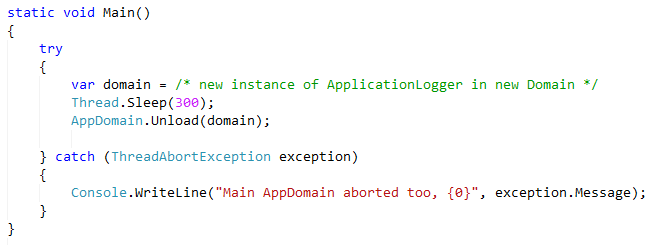 static void Main()
{
try
{
var domain = /* new instance of ApplicationLogger in new Domain */
Thread.Sleep(300);
AppDomain.Unload(domain);
} catch (ThreadAbortException exception)
{
Console.WriteLine("Main AppDomain aborted too, {0}", exception.Message);
}
}